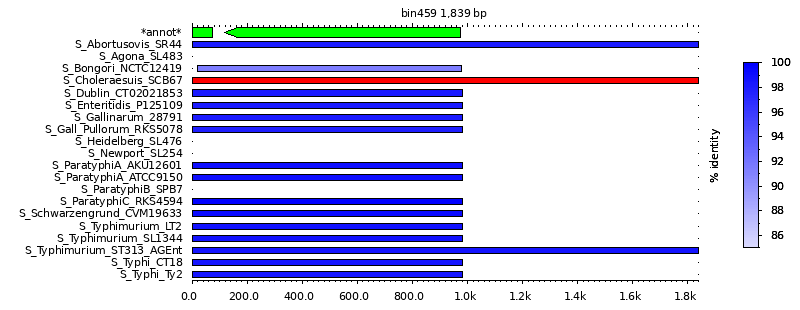 bin459 1,839 bp
*annot*
S_Abortusovis_SR44
S_Agona_SL483
S_Bongori_NCTC12419
S_Choleraesuis_SCB67
S_Dublin_CT02021853
S_Enteritidis_P125109
S_Gallinarum_28791
S_Gall_Pullorum_RKS5078
S_Heidelberg_SL476
S_Newport_SL254
S_ParatyphiA_AKU12601
S_ParatyphiA_ATCC9150
S_ParatyphiB_SPB7
S_ParatyphiC_RKS4594
S_Schwarzengrund_CVM19633
S_Typhimurium_LT2
S_Typhimurium_SL1344
S_Typhimurium_ST313_AGEnt
S_Typhi_CT18
S_Typhi_Ty2
0.0 200.0 400.0 600.0 800.0 1.0k 1.2k 1.4k 1.6k 1.8k
% identity
100
98
96
94
92
90
88
86